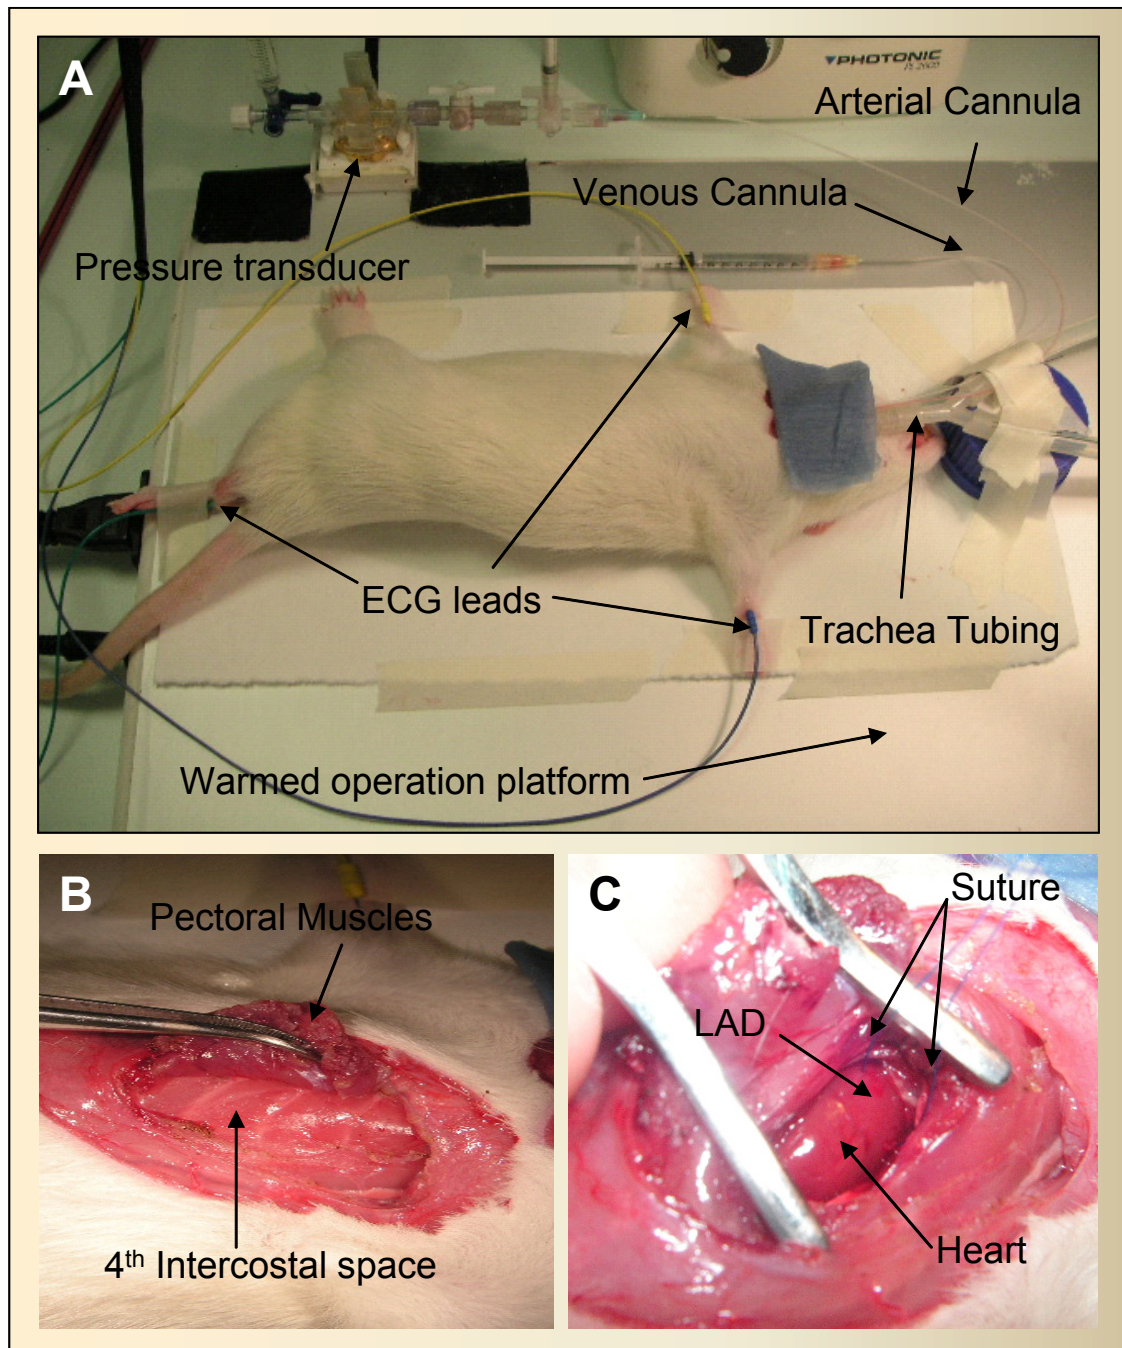 A
PHOTONIC
Arterial Cannula
Venous Cannula
Pressure transducer
ECG leads
Trachea Tubing
Warmed operation platform
B
Pectoral Muscles
4th Intercostal space
C
Suture
LAD
Heart